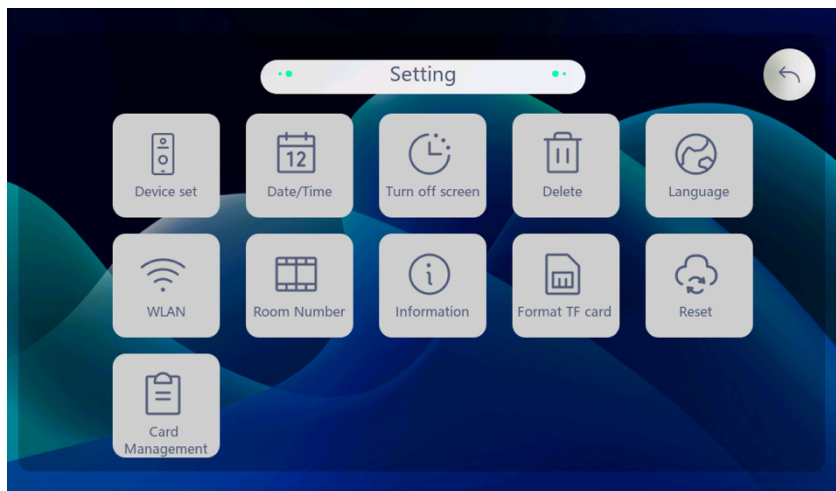 Setting
Device set
12
Date/Time
Turn off screen
Delete
Language
WLAN
Room Number
Information
Format TF card
Reset
Card
Management